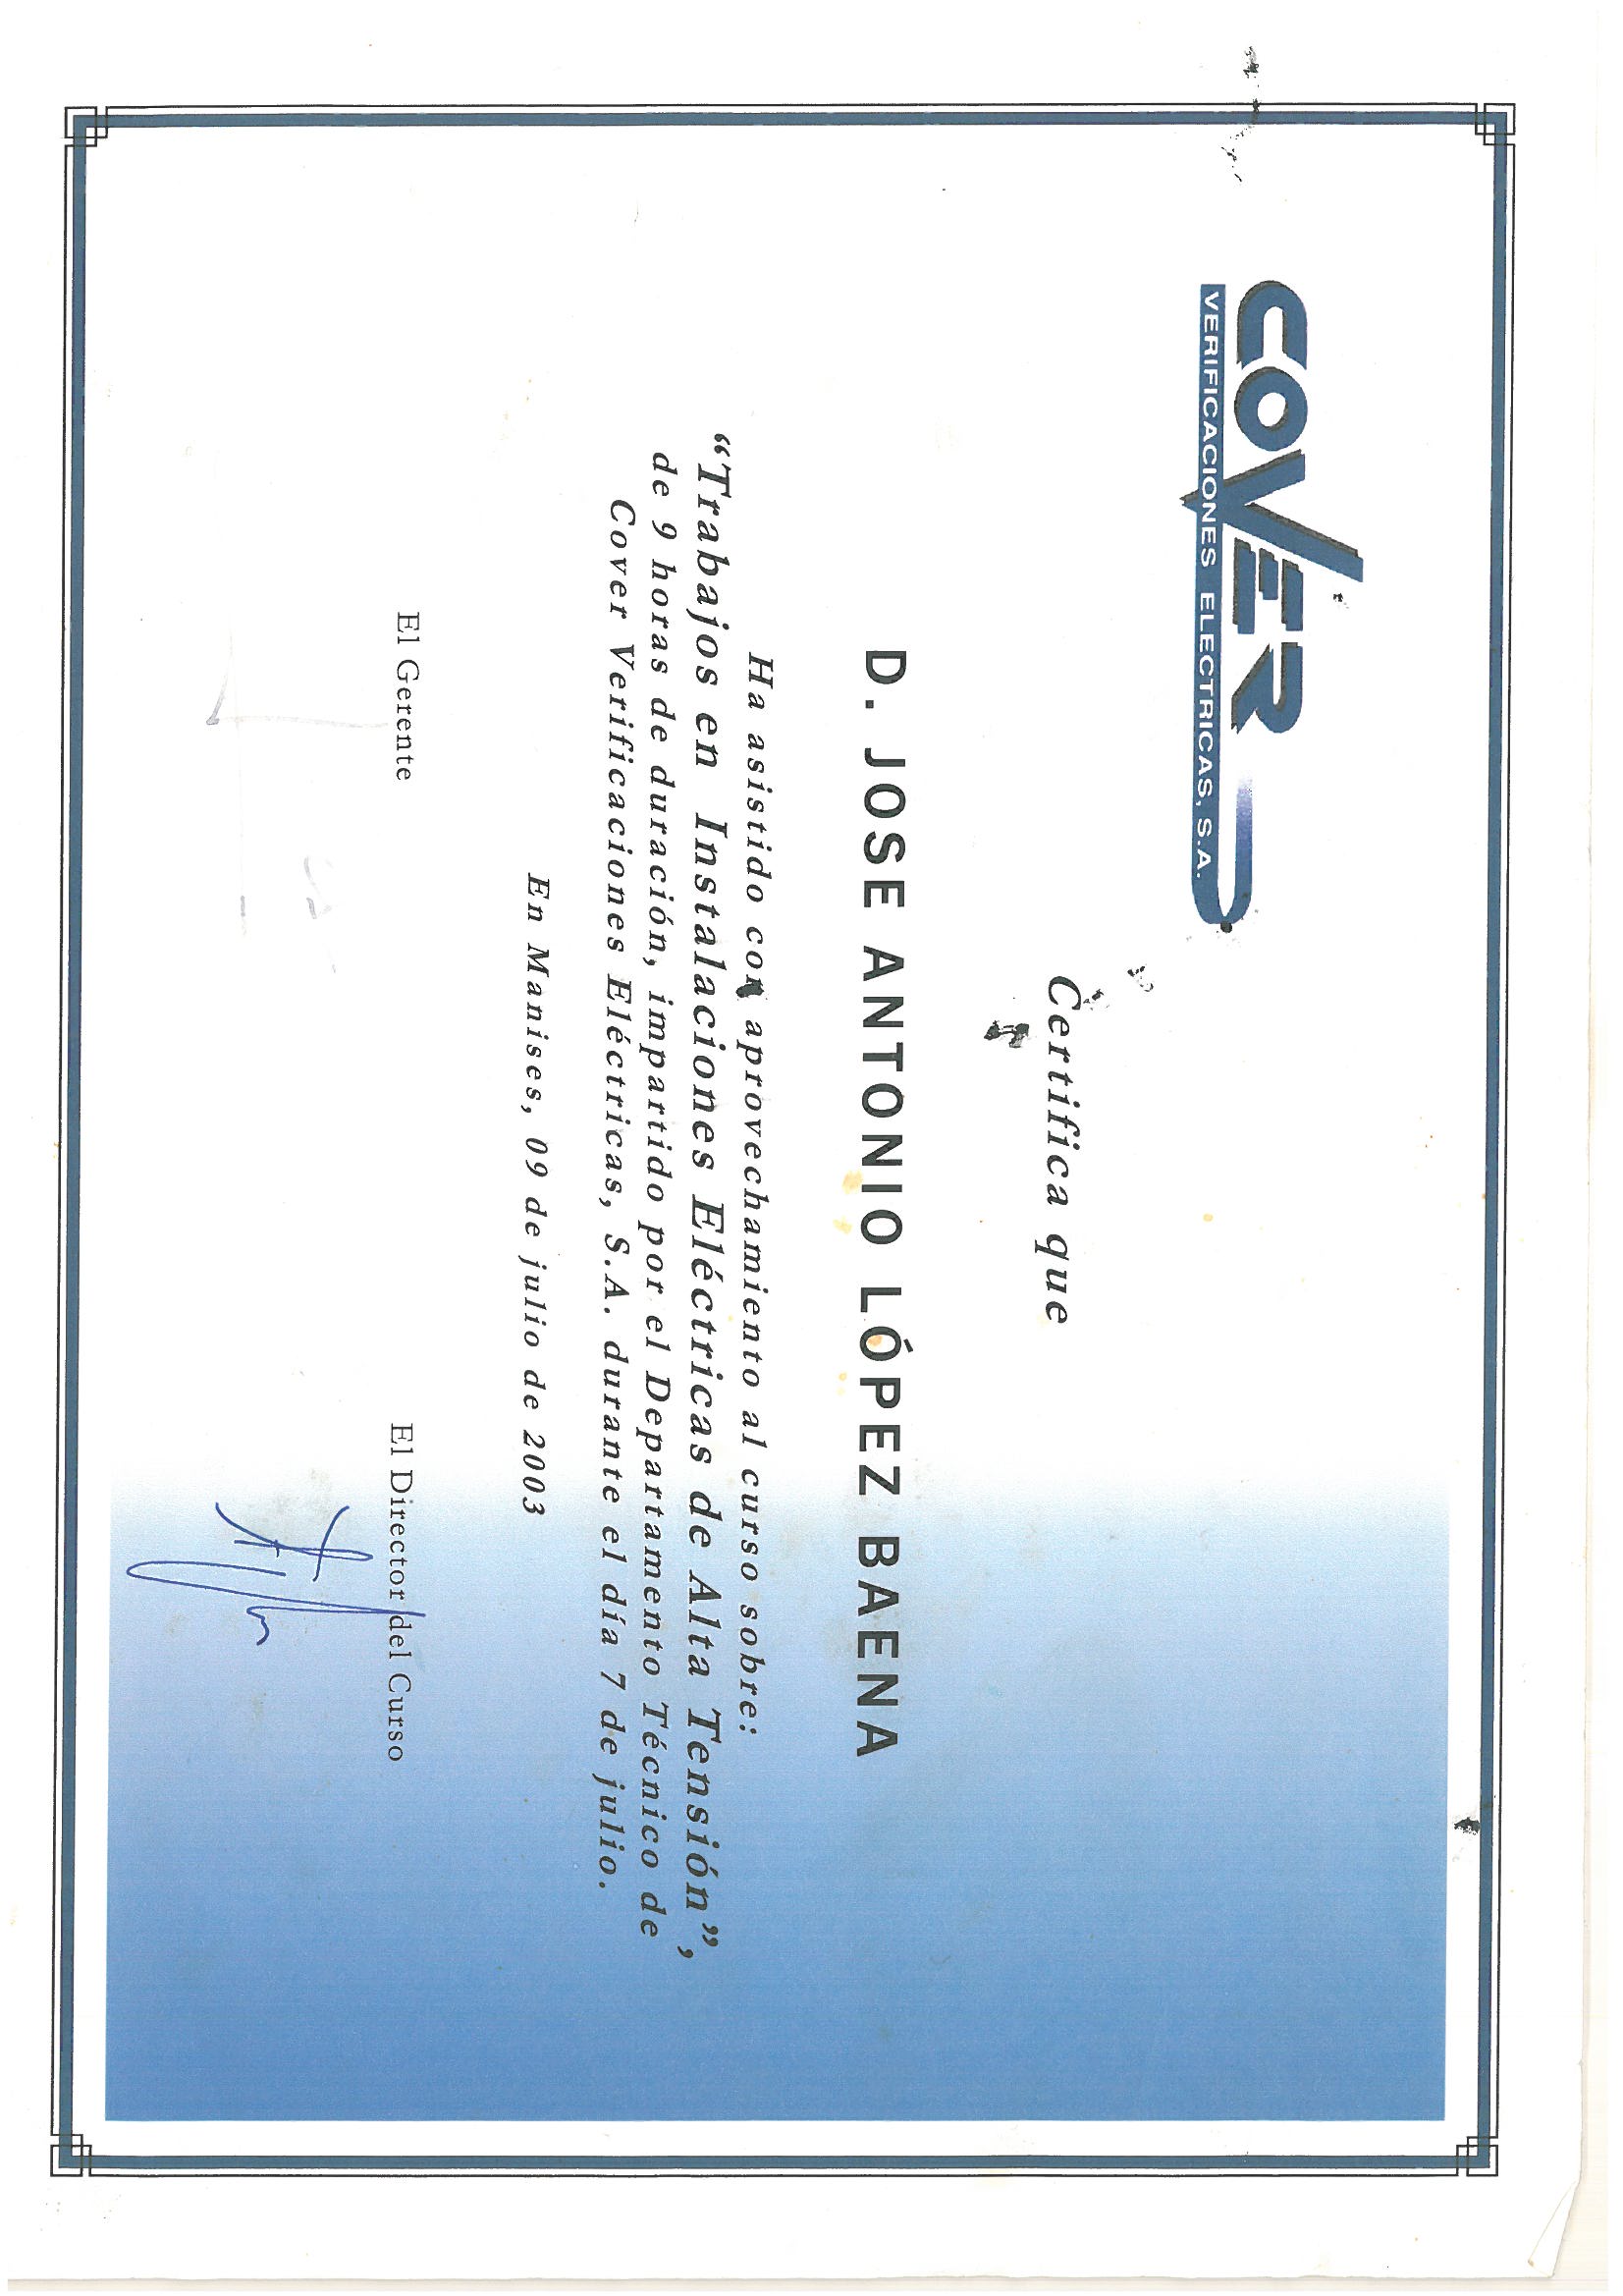 COVER
VERIFICACIONES ELECTRICAS, S.A.
Certifica que
D. JOSE ANTONIO LÓPEZ BAENA
Ha asistido con aprovechamiento al curso sobre:
“Trabajos en Instalaciones Eléctricas de Alta Tensión”,
de 9 horas de duración, impartido por el Departamento Técnico de
Cover Verificaciones Eléctricas, S.A. durante el día 7 de julio.
En Manises, 09 de julio de 2003
El Gerente
El Director del Curso